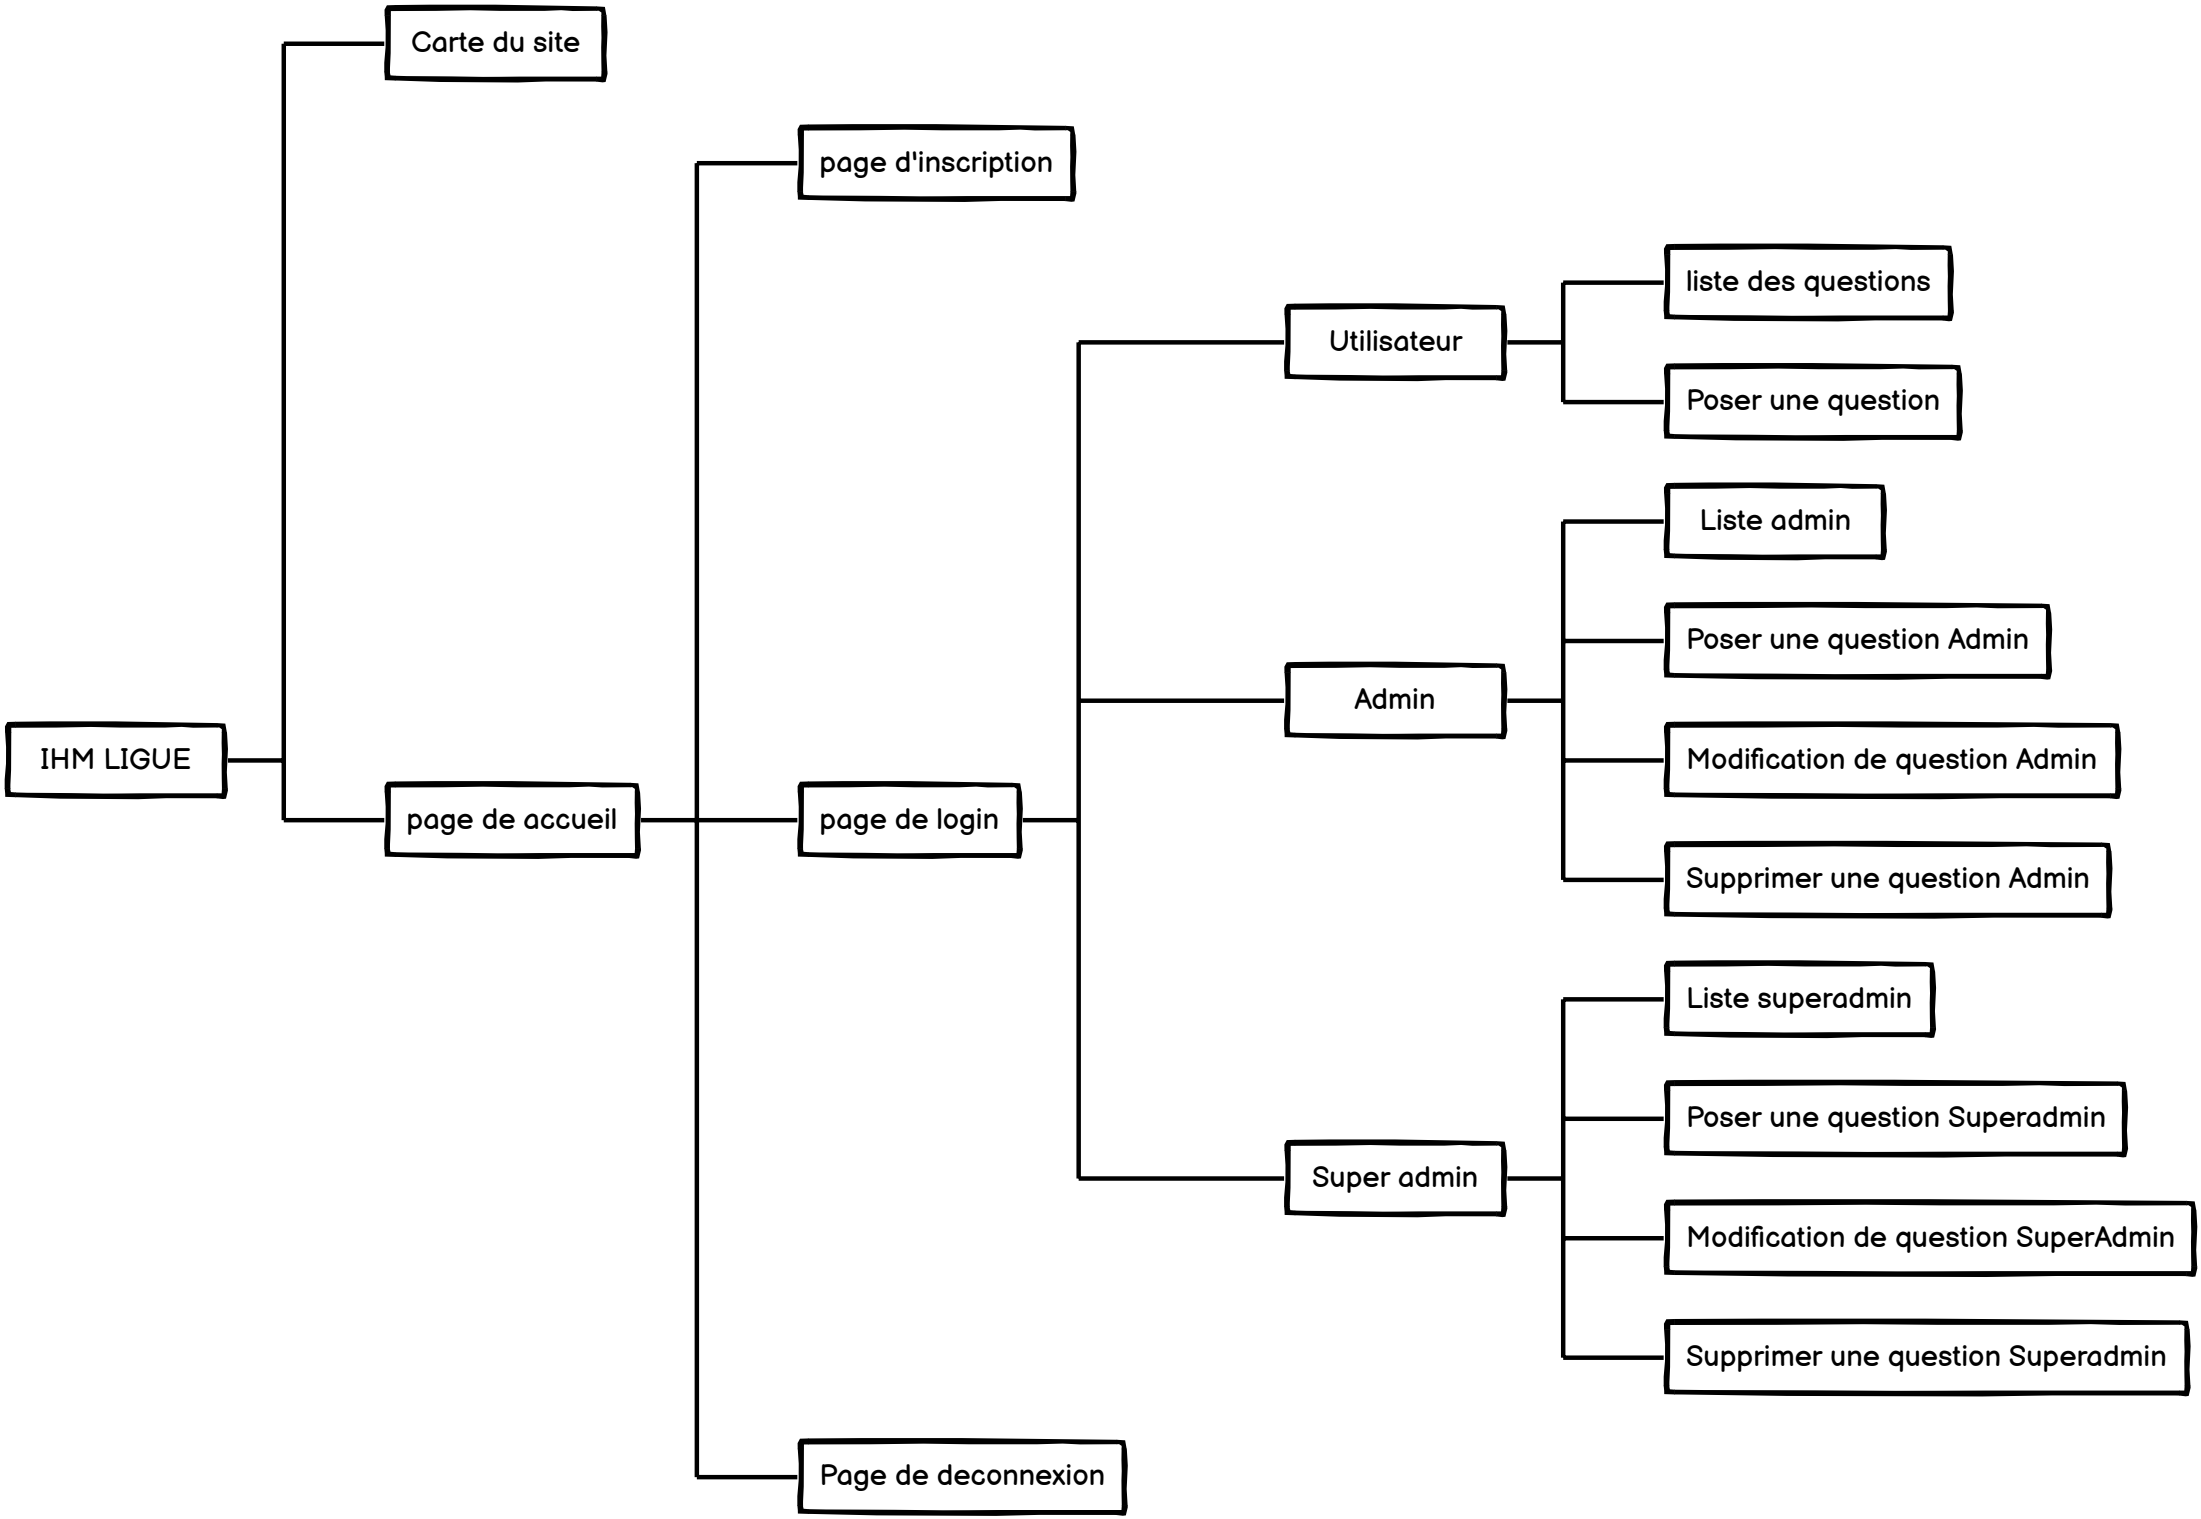 Carte du site
page d'inscription
liste des questions
Utilisateur
Poser une question
Liste admin
Poser une question Admin
Admin
IHM LIGUE
Modification de question Admin
page de accueil
page de login
Supprimer une question Admin
Liste superadmin
Poser une question Superadmin
Super admin
Modification de question SuperAdmin
Supprimer une question Superadmin
Page de deconnexion